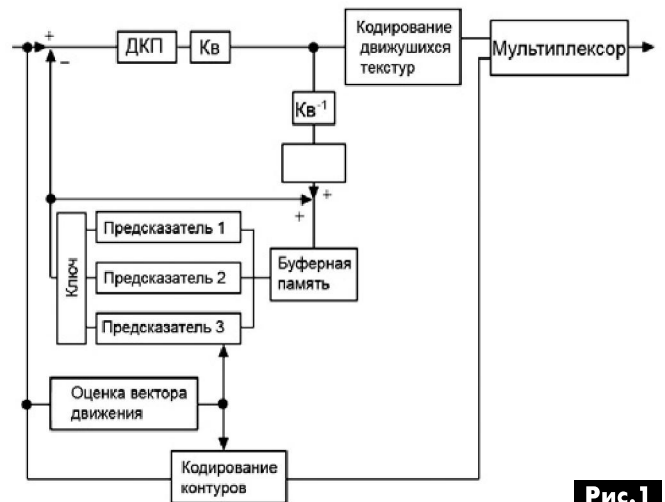 +
−
ДКП
Кв
Кодирование
движушихся
текстур
Мультиплексор
Кв-1
+
+
Ключ
Предсказатель 1
Предсказатель 2
Предсказатель 3
Буферная
память
Оценка вектора
движения
Кодирование
контуров
Рис.1